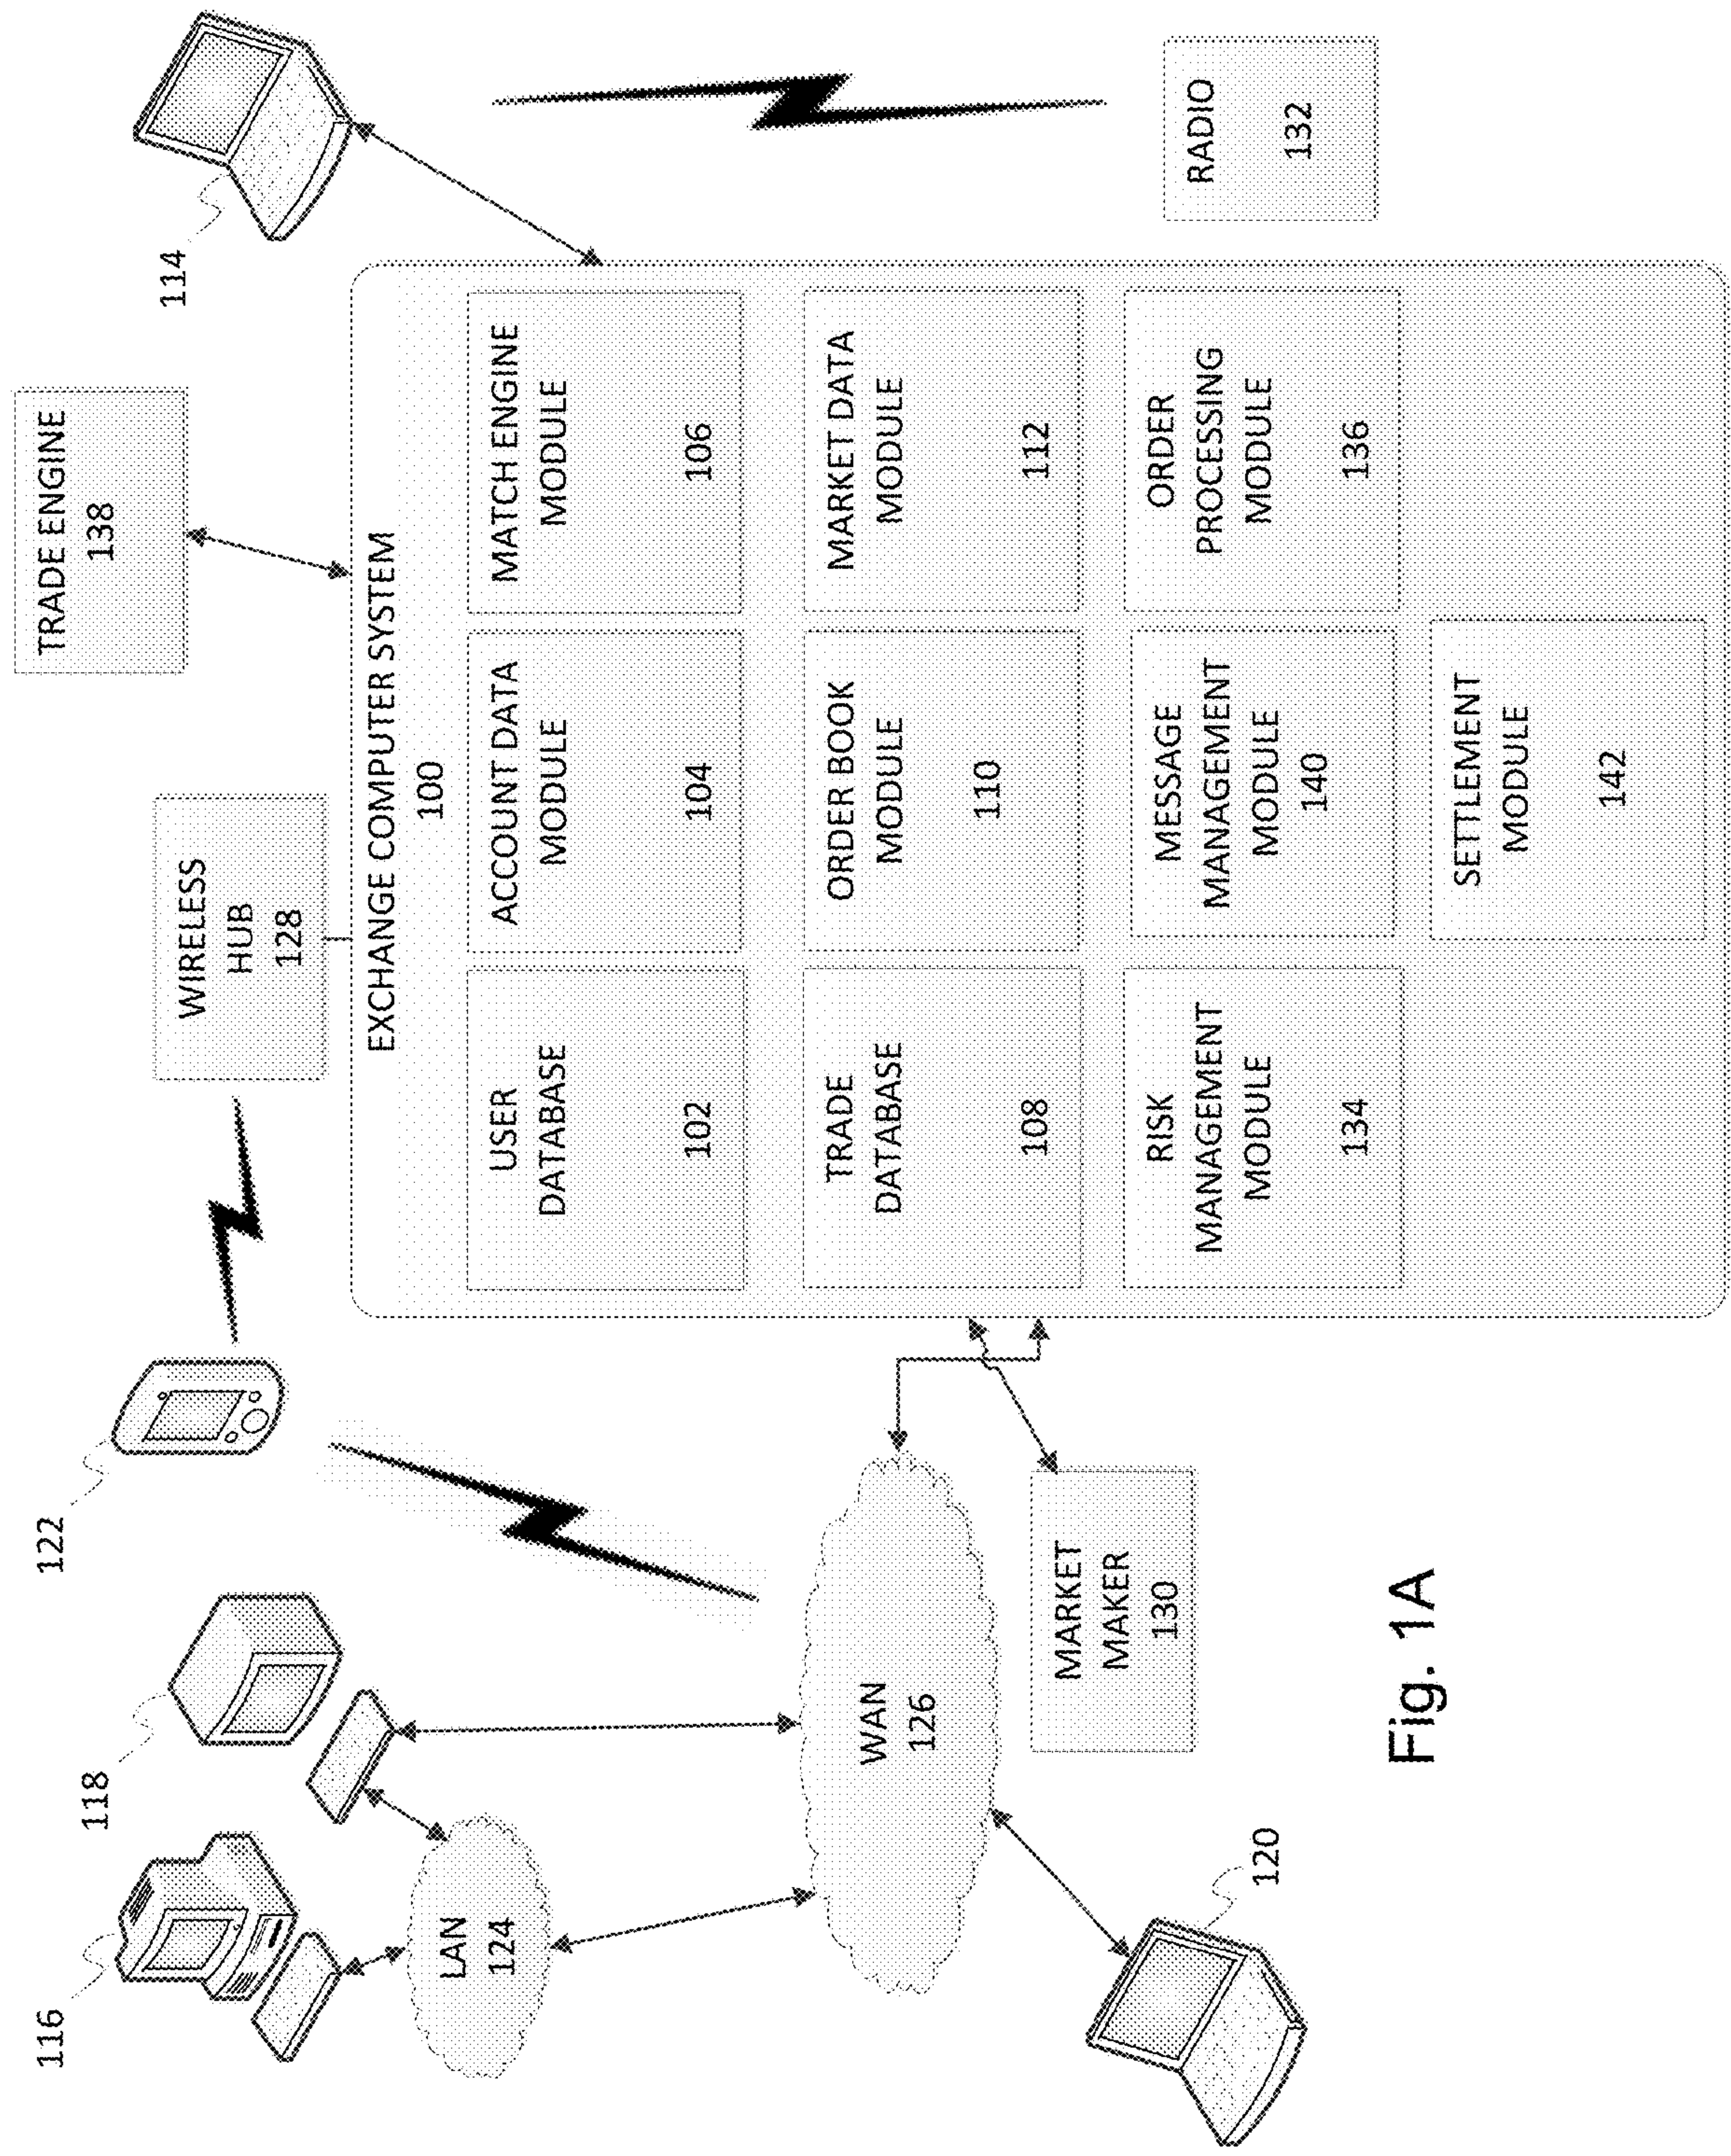 116
118
122
WIRELESS
HUB
128
TRADE ENGINE
138
114
LAN
124
WAN
126
120
MARKET
MAKER
130
EXCHANGE COMPUTER SYSTEM
100
USER
DATABASE
102
ACCOUNT DATA
MODULE
104
MATCH ENGINE
MODULE
106
TRADE
DATABASE
108
ORDER BOOK
MODULE
110
MARKET DATA
MODULE
112
RISK
MANAGEMENT
MODULE
134
MESSAGE
MANAGEMENT
MODULE
140
ORDER
PROCESSING
MODULE
136
SETTLEMENT
MODULE
142
RADIO
132
Fig. 1A